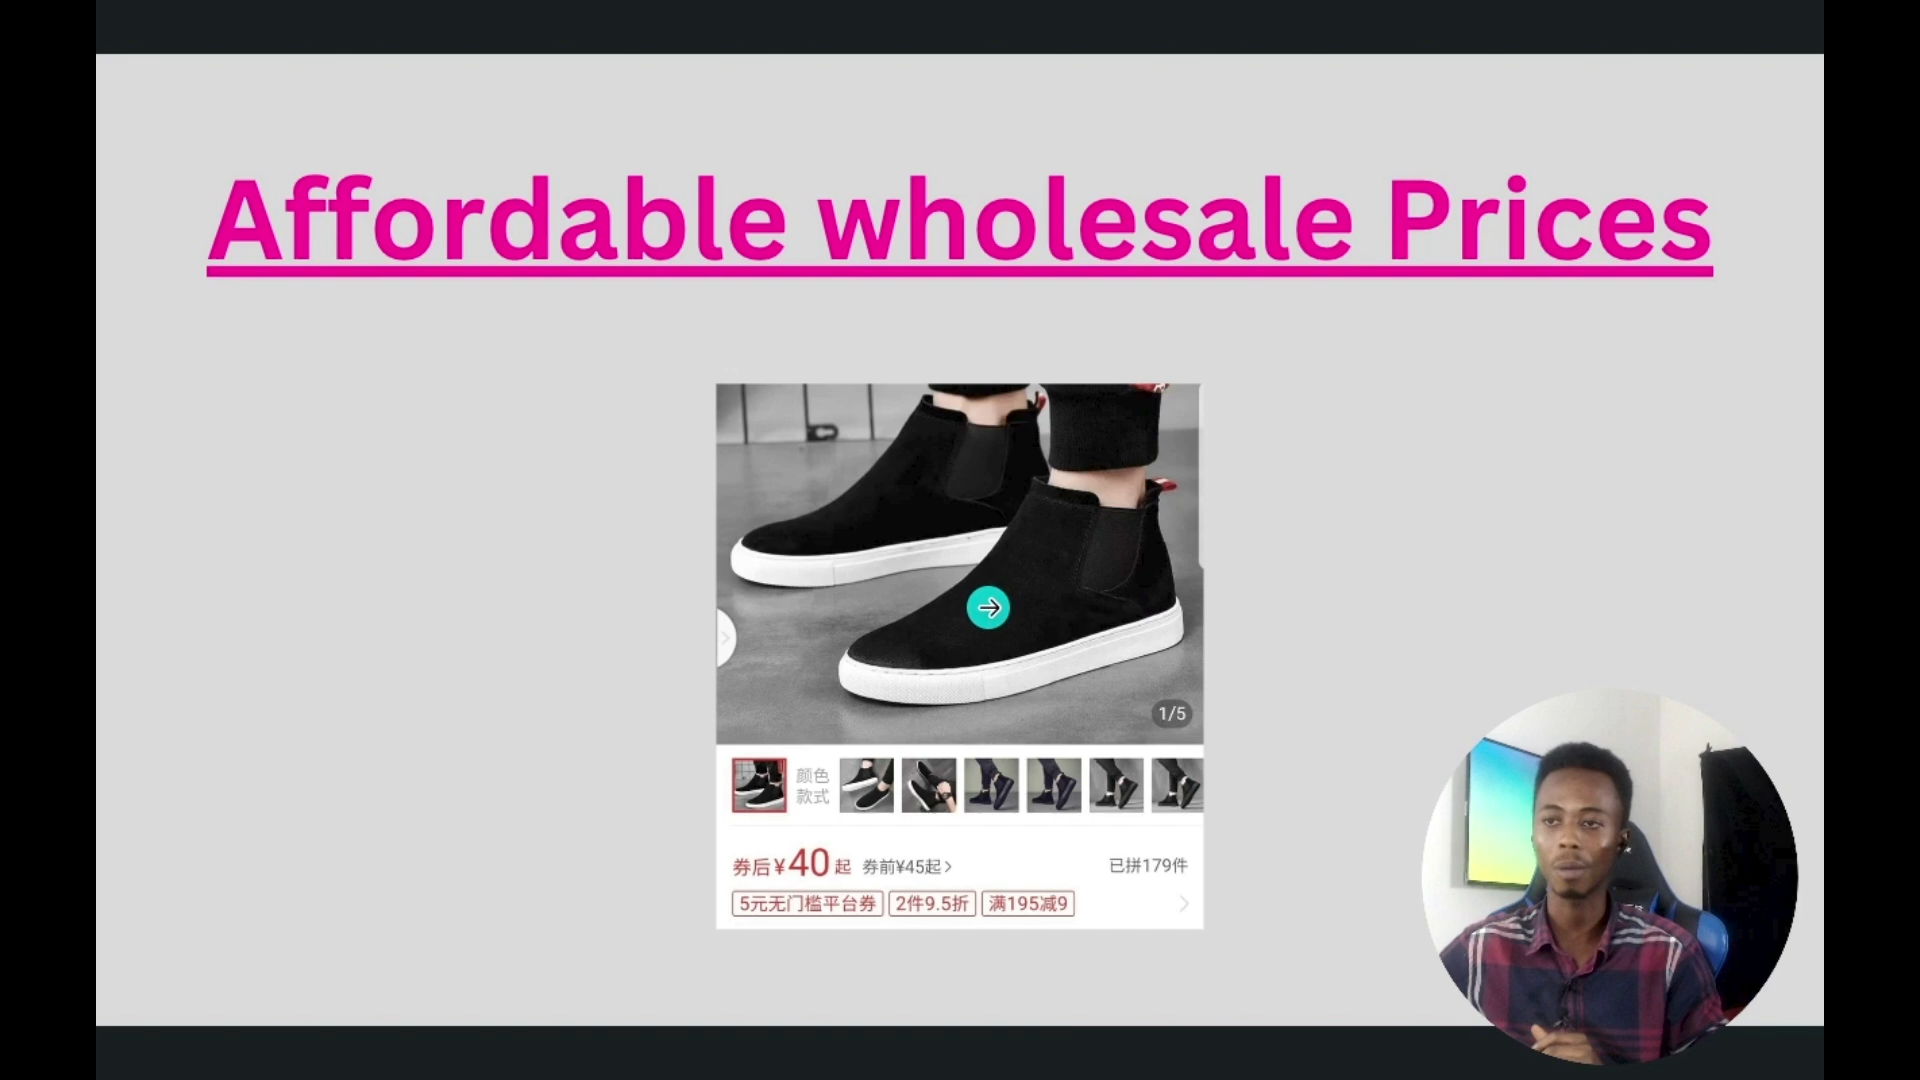 Affordable wholesale Prices
1/5
颜色
款式
券后¥40起 券前¥45起> 已拼179件
5元无门槛平台券 2件9.5折 满195减9